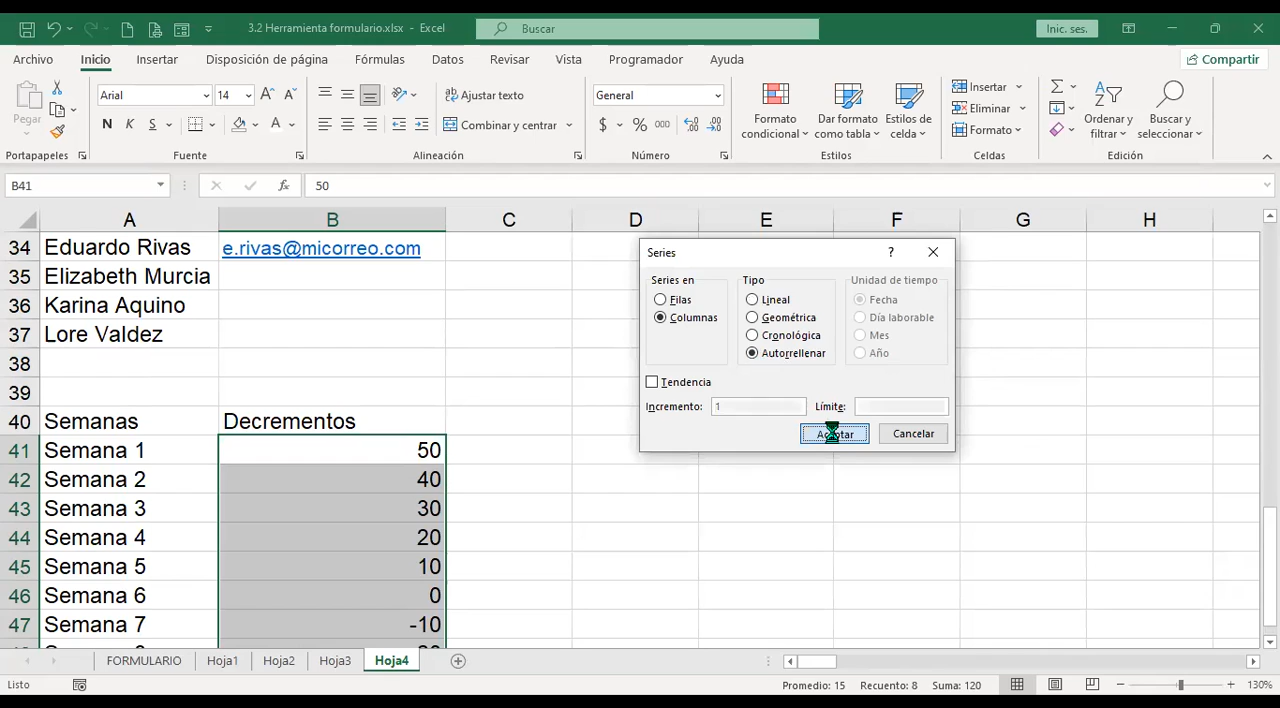 3.2 Herramienta formulario.xlsx - Excel
Buscar
Inic. ses.
Archivo Inicio Insertar Disposición de página Fórmulas Datos Revisar Vista Programador Ayuda Compartir
Pegar
Arial 14 A A
N K S A
Ajustar texto
Combinar y centrar
General
$ % 000
Formato condicional
Dar formato como tabla
Estilos de celda
Insertar
Eliminar
Formato
Ordenar y filtrar
Buscar y seleccionar
Portapapeles Fuente Alineación Número Estilos Celdas Edición
B41 fx 50
A B C D E F G H
34 Eduardo Rivas e.rivas@micorreo.com
35 Elizabeth Murcia
36 Karina Aquino
37 Lore Valdez
38
39
40 Semanas Decrementos
41 Semana 1 50
42 Semana 2 40
43 Semana 3 30
44 Semana 4 20
45 Semana 5 10
46 Semana 6 0
47 Semana 7 -10
Series ?
Series en
Filas
Columnas
Tipo
Lineal
Geométrica
Cronológica
Autorrellenar
Unidad de tiempo
Fecha
Día laborable
Mes
Año
Tendencia
Incremento: 1 Límite:
Cancelar
FORMULARIO Hoja1 Hoja2 Hoja3 Hoja4
Listo Promedio: 15 Recuento: 8 Suma: 120 130%